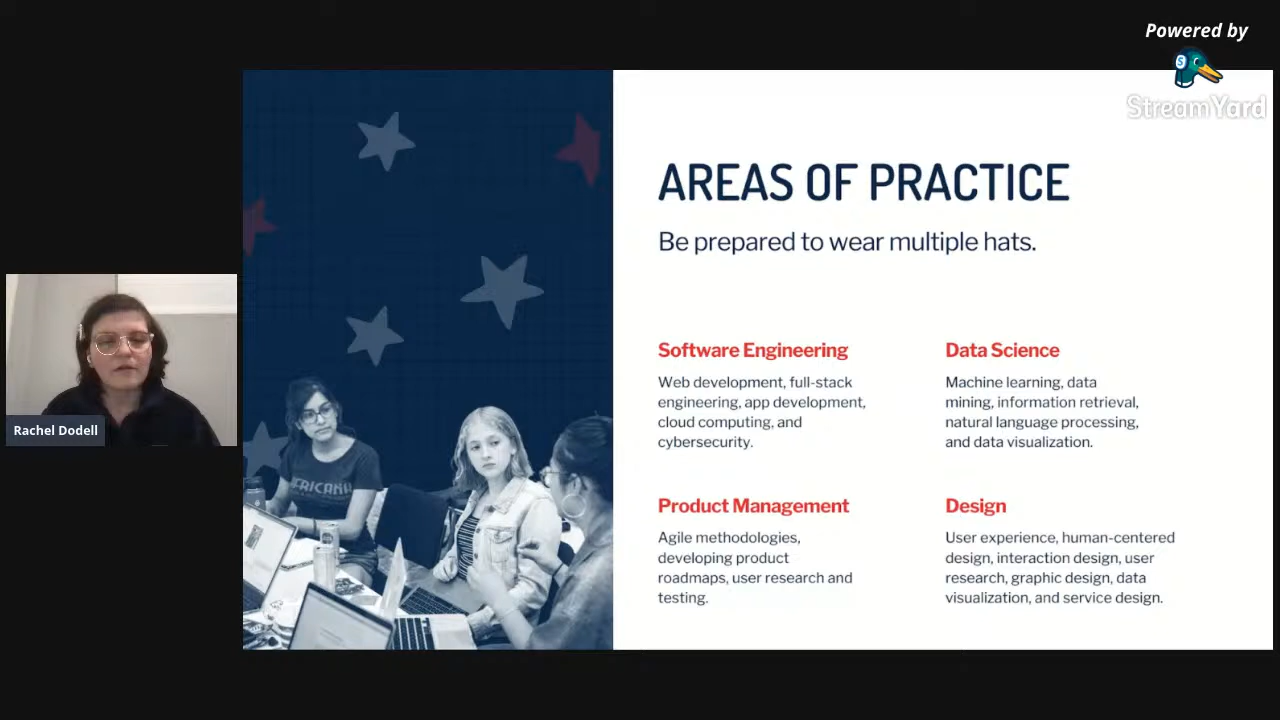 Powered by
StreamYard
AREAS OF PRACTICE
Be prepared to wear multiple hats.
Software Engineering
Web development, full-stack
engineering, app development,
cloud computing, and
cybersecurity.
Data Science
Machine learning, data
mining, information retrieval,
natural language processing,
and data visualization.
Product Management
Agile methodologies,
developing product
roadmaps, user research and
testing.
Design
User experience, human-centered
design, interaction design, user
research, graphic design, data
visualization, and service design.
Rachel Dodell